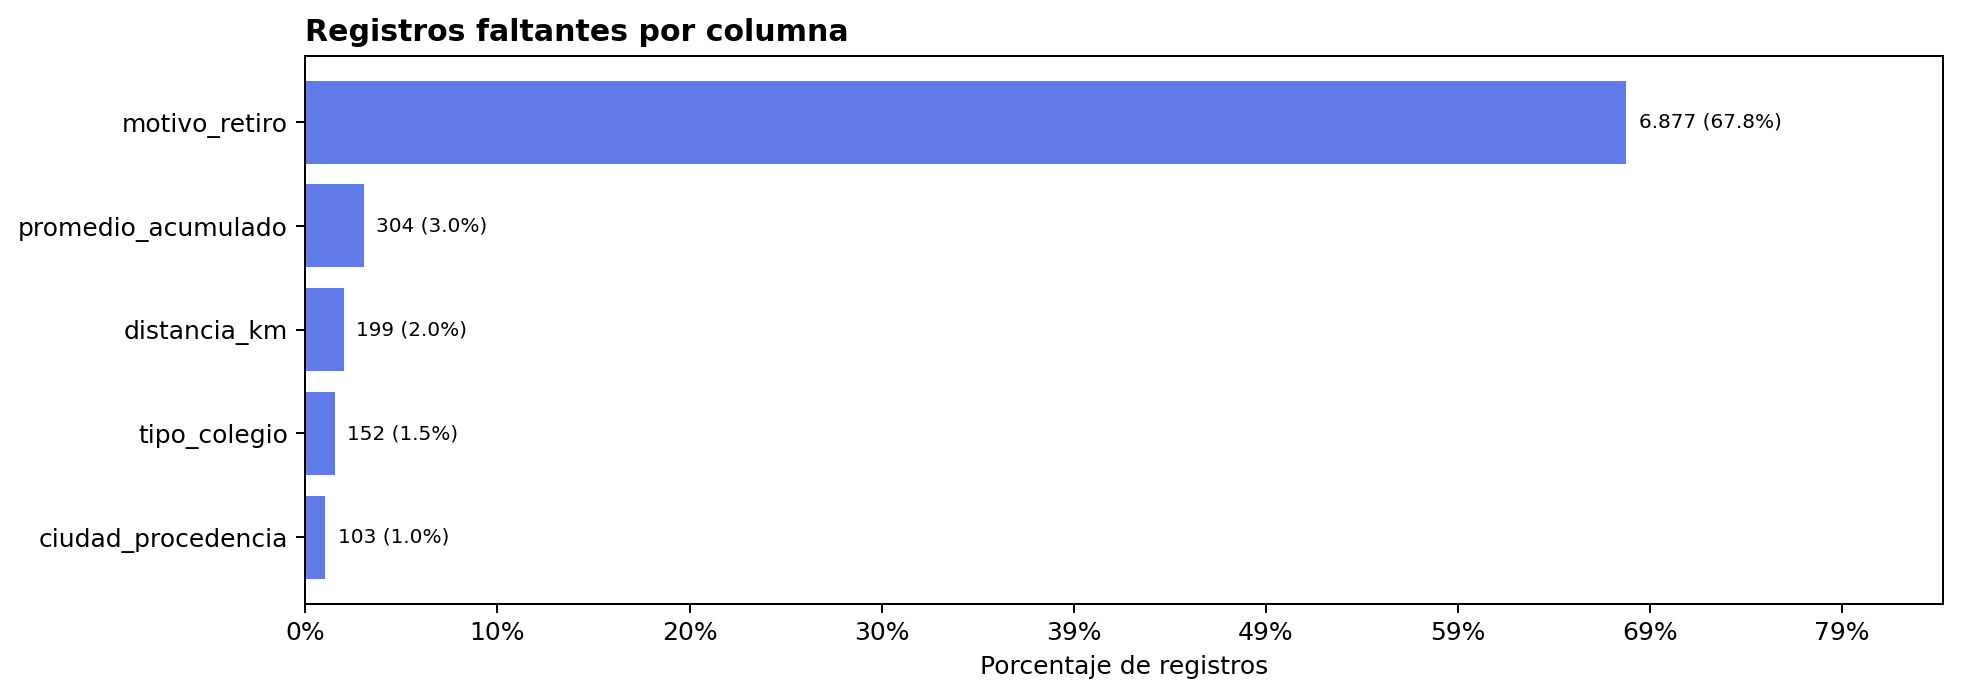 Registros faltantes por columna
motivo_retiro
6.877 (67.8%)
promedio_acumulado
304 (3.0%)
distancia_km
199 (2.0%)
tipo_colegio
152 (1.5%)
ciudad_procedencia
103 (1.0%)
0% 10% 20% 30% 39% 49% 59% 69% 79%
Porcentaje de registros